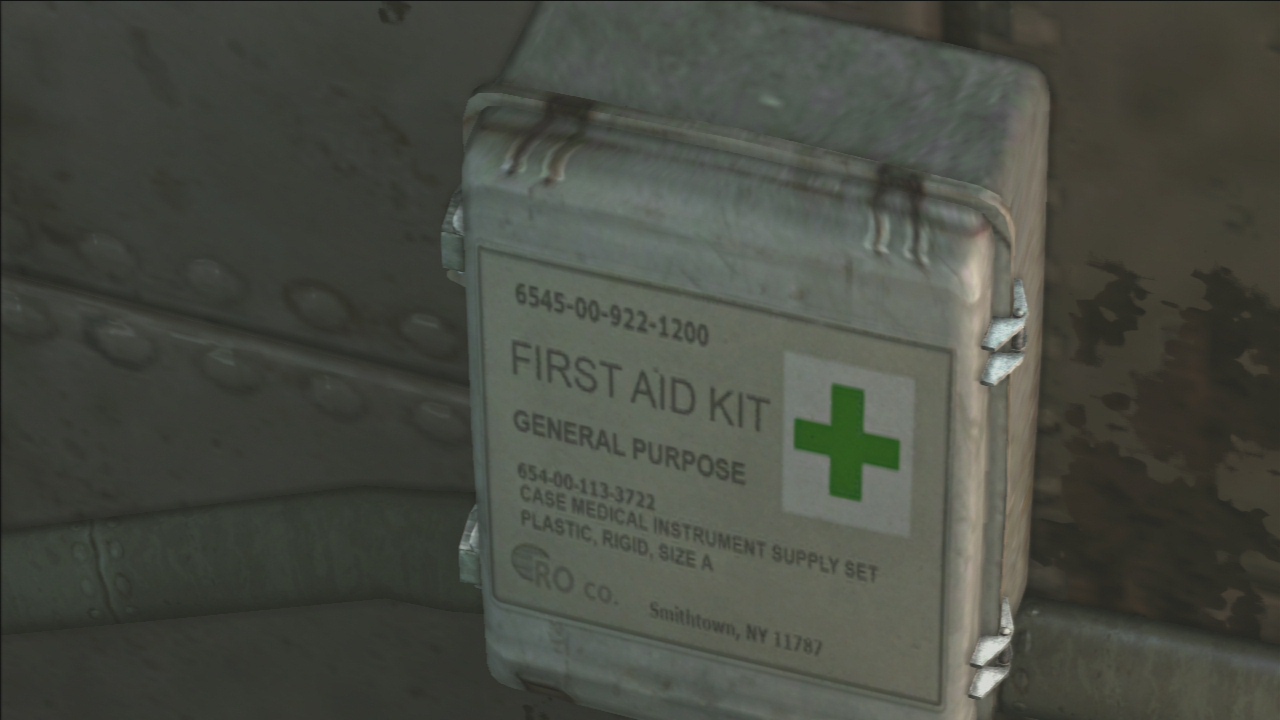 6545-00-922-1200
FIRST AID KIT
GENERAL PURPOSE
654-00-113-3722
CASE MEDICAL INSTRUMENT SUPPLY SET
PLASTIC, RIGID, SIZE A
ERO CO.
Smithtown, NY 11787